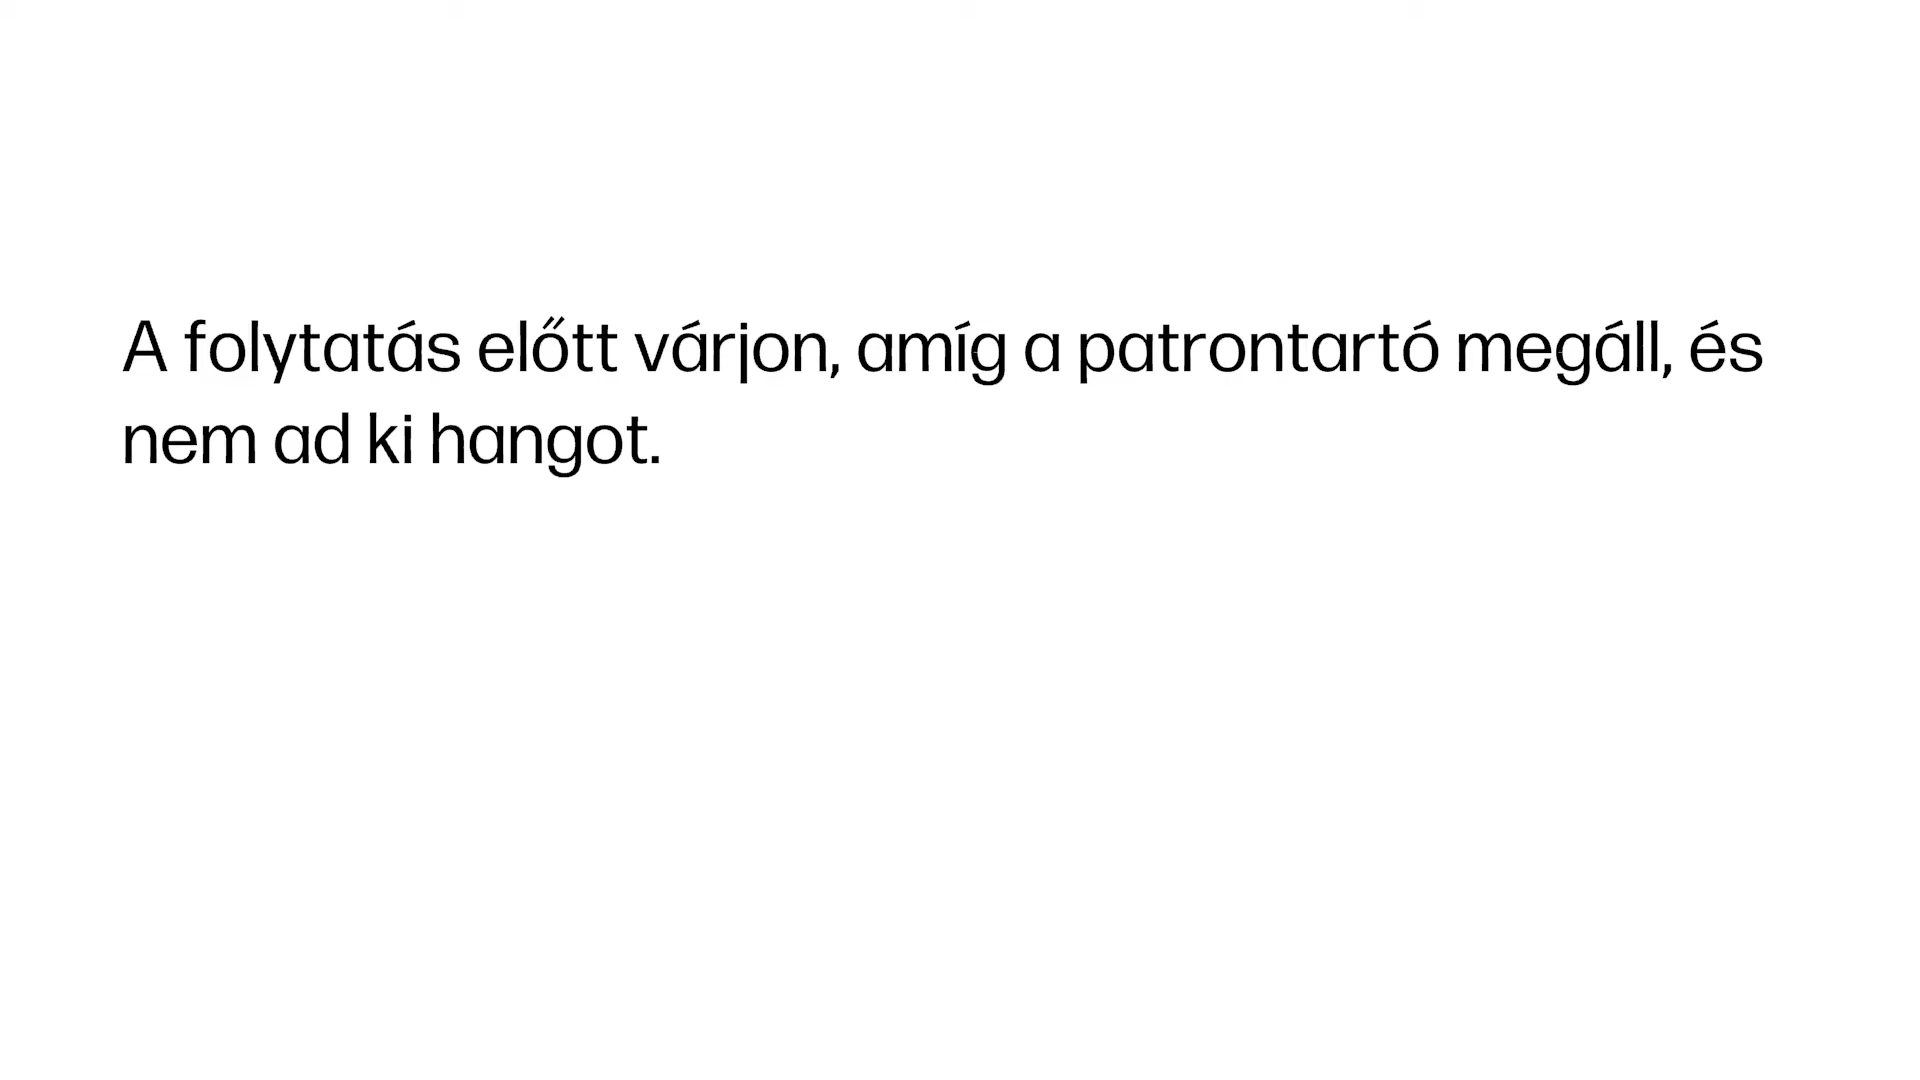 A folytatás előtt várjon, amíg a patrontartó megáll, és
nem ad ki hangot.